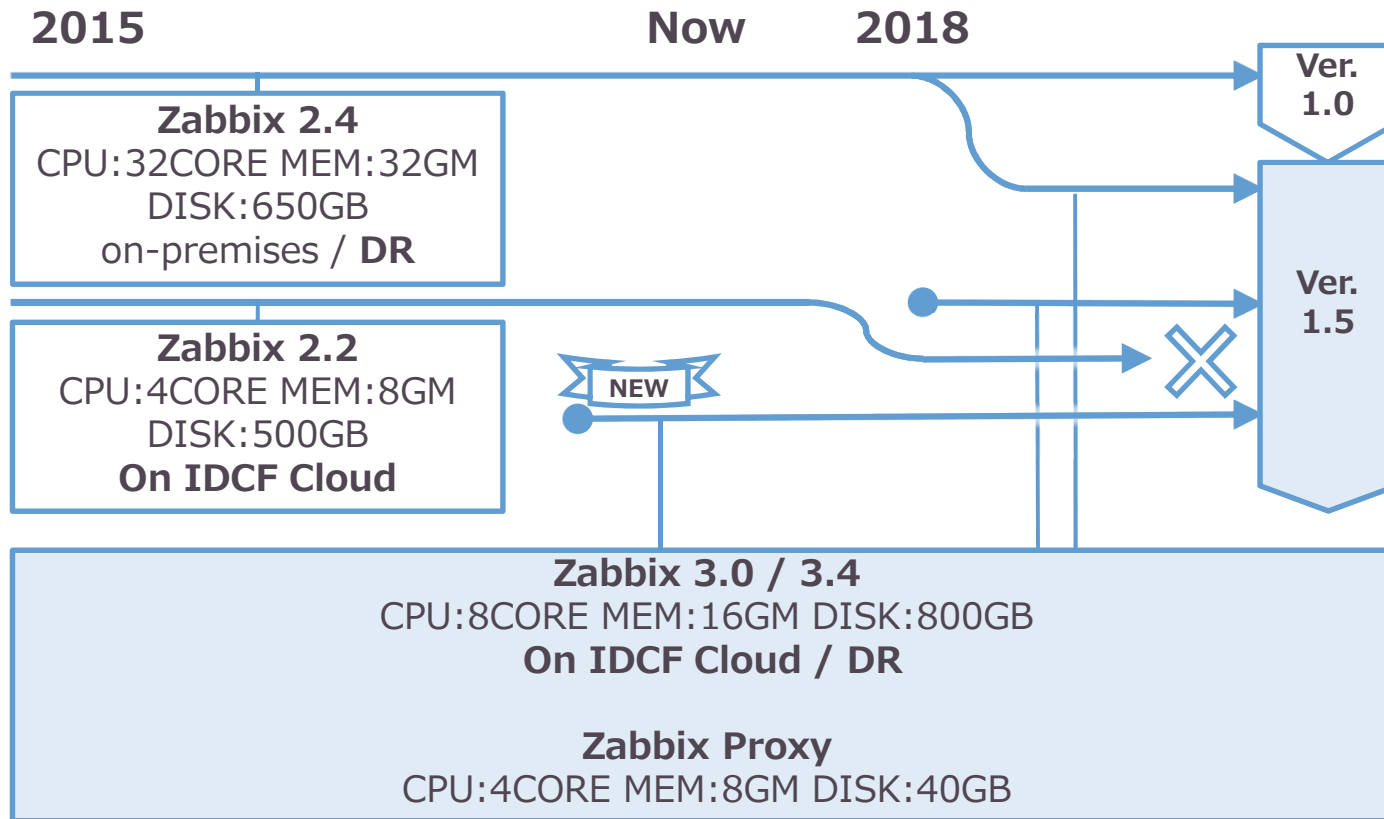 2015 Now 2018
Ver.
1.0
Zabbix 2.4
CPU:32CORE MEM:32GM
DISK:650GB
on-premises / DR
Ver.
1.5
Zabbix 2.2
CPU:4CORE MEM:8GM
DISK:500GB
On IDCF Cloud
NEW
Zabbix 3.0 / 3.4
CPU:8CORE MEM:16GM DISK:800GB
On IDCF Cloud / DR
Zabbix Proxy
CPU:4CORE MEM:8GM DISK:40GB